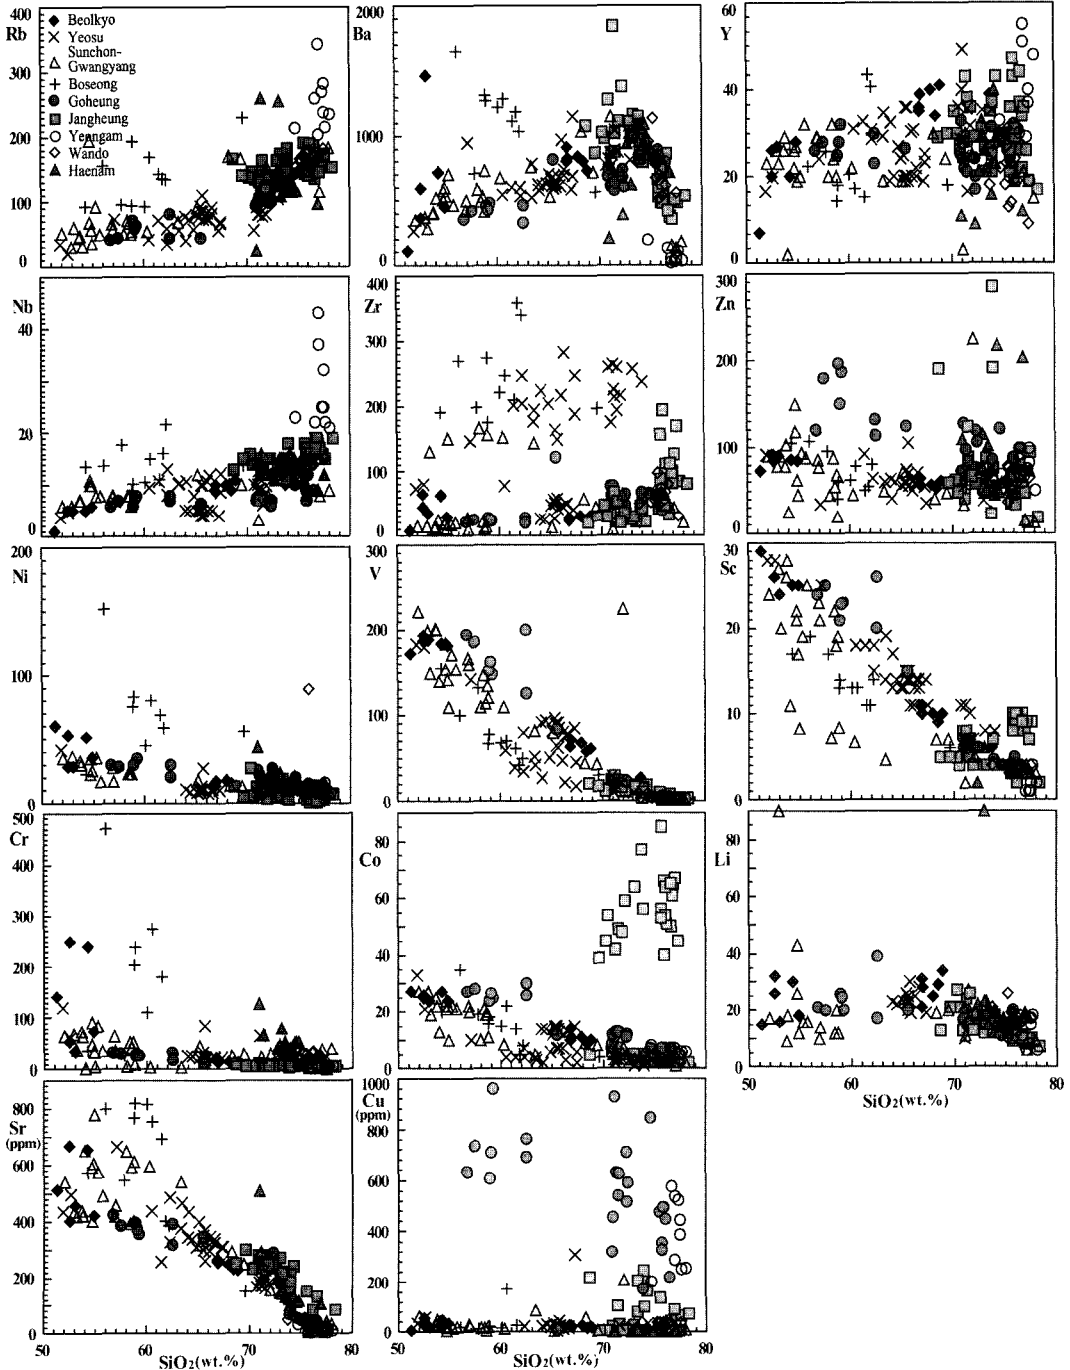 400
Rb
300
200
100
0
Beolkyo
Yeosu
Sunchon-
Gwangyang
Boseong
Goheung
Jangheung
Yeongam
Wando
Haenam
2000
Ba
1000
0
60
Y
40
20
0
Nb
40
20
0
400
Zr
300
200
100
0
300
Zn
200
100
0
200
Ni
100
0
300
V
200
100
0
30
Sc
20
10
0
500
Cr
400
300
200
100
0
80
Co
60
40
20
0
80
Li
60
40
20
0
50 60 70 80
SiO2(wt.%)
800
Sr
(ppm)
600
400
200
0
50 60 70 80
SiO2(wt.%)
1000
Cu
(ppm)
800
600
400
200
0
50 60 70 80
SiO2(wt.%)